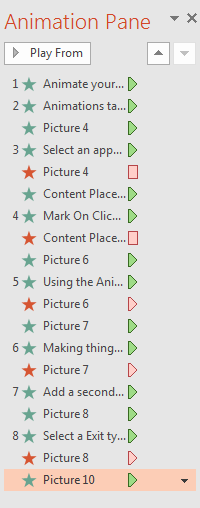 Animation Pane
Play From
1 Animate your...
2 Animations ta...
Picture 4
3 Select an app...
Picture 4
Content Place...
4 Mark On Clic...
Content Place...
Picture 6
5 Using the Ani...
Picture 6
Picture 7
6 Making thing...
Picture 7
7 Add a second...
Picture 8
8 Select a Exit ty...
Picture 8
Picture 10